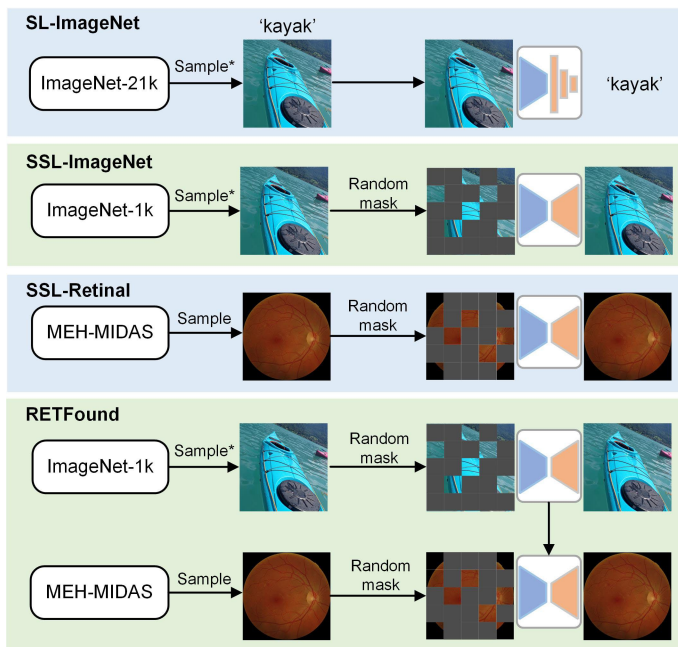 SL-ImageNet
'kayak'
ImageNet-21k
Sample*
'kayak'
SSL-ImageNet
ImageNet-1k
Sample*
Random
mask
SSL-Retinal
MEH-MIDAS
Sample
Random
mask
RETFound
ImageNet-1k
Sample*
Random
mask
MEH-MIDAS
Sample
Random
mask